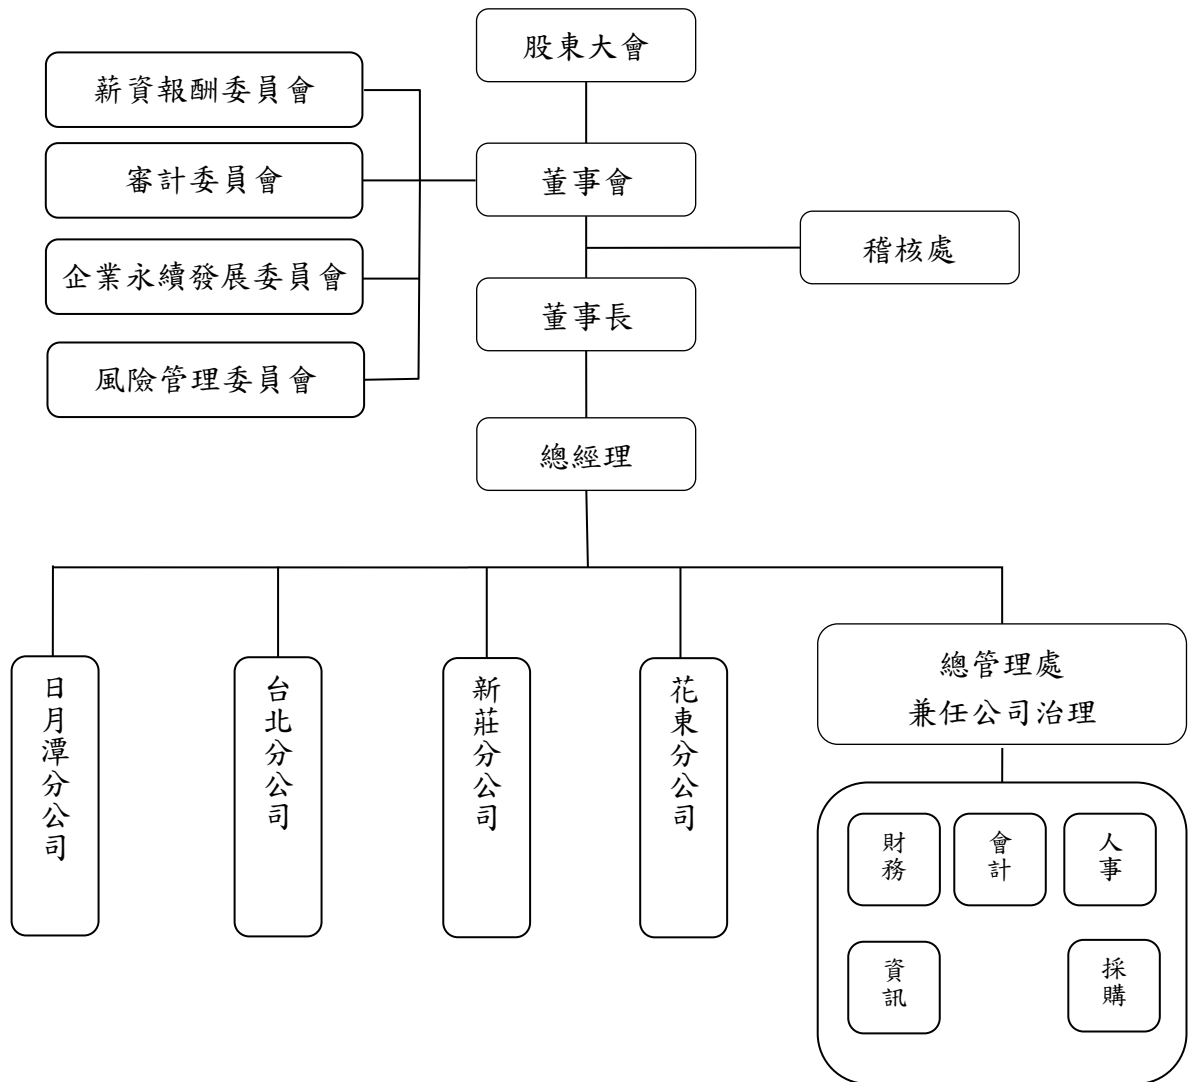 股東大會
薪資報酬委員會
審計委員會
董事會
稽核處
企業永續發展委員會
董事長
風險管理委員會
總經理
日月潭分公司
台北分公司
新莊分公司
花東分公司
總管理處
兼任公司治理
財務
會計
人事
資訊
採購